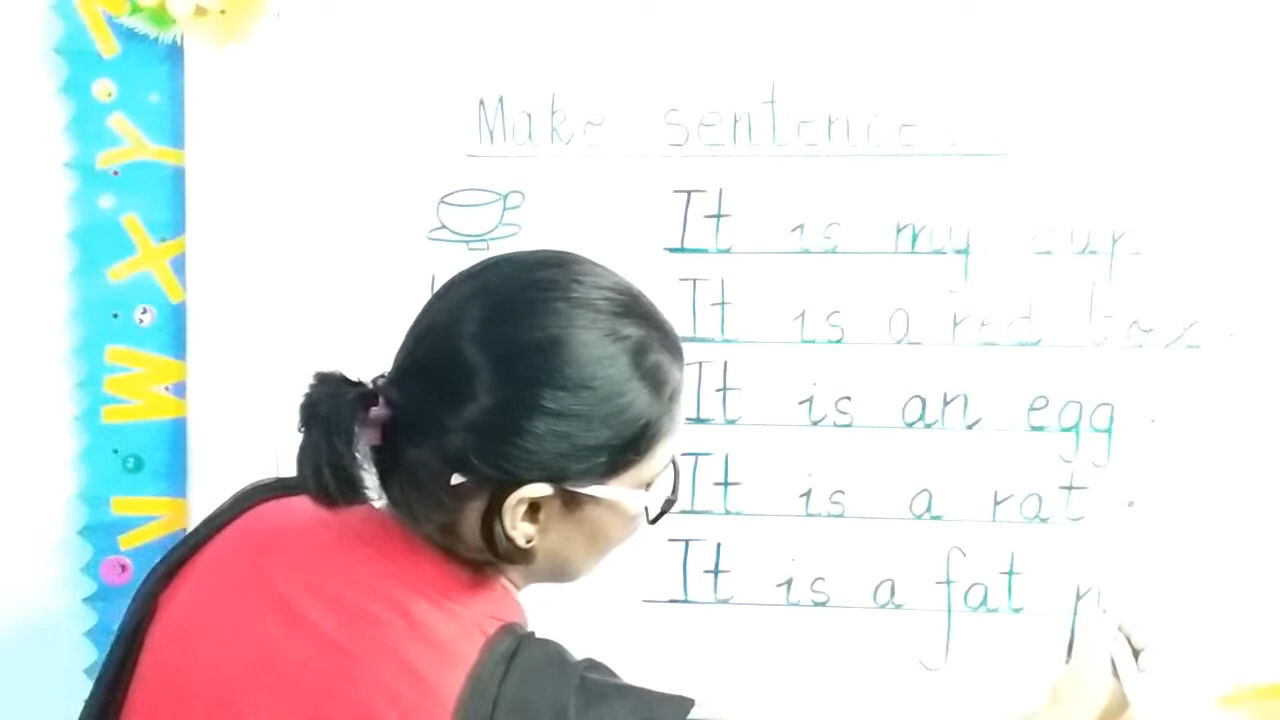 Make sentence.
It is my cup.
It is a red box.
It is an egg.
It is a rat.
It is a fat
V W X Y Z